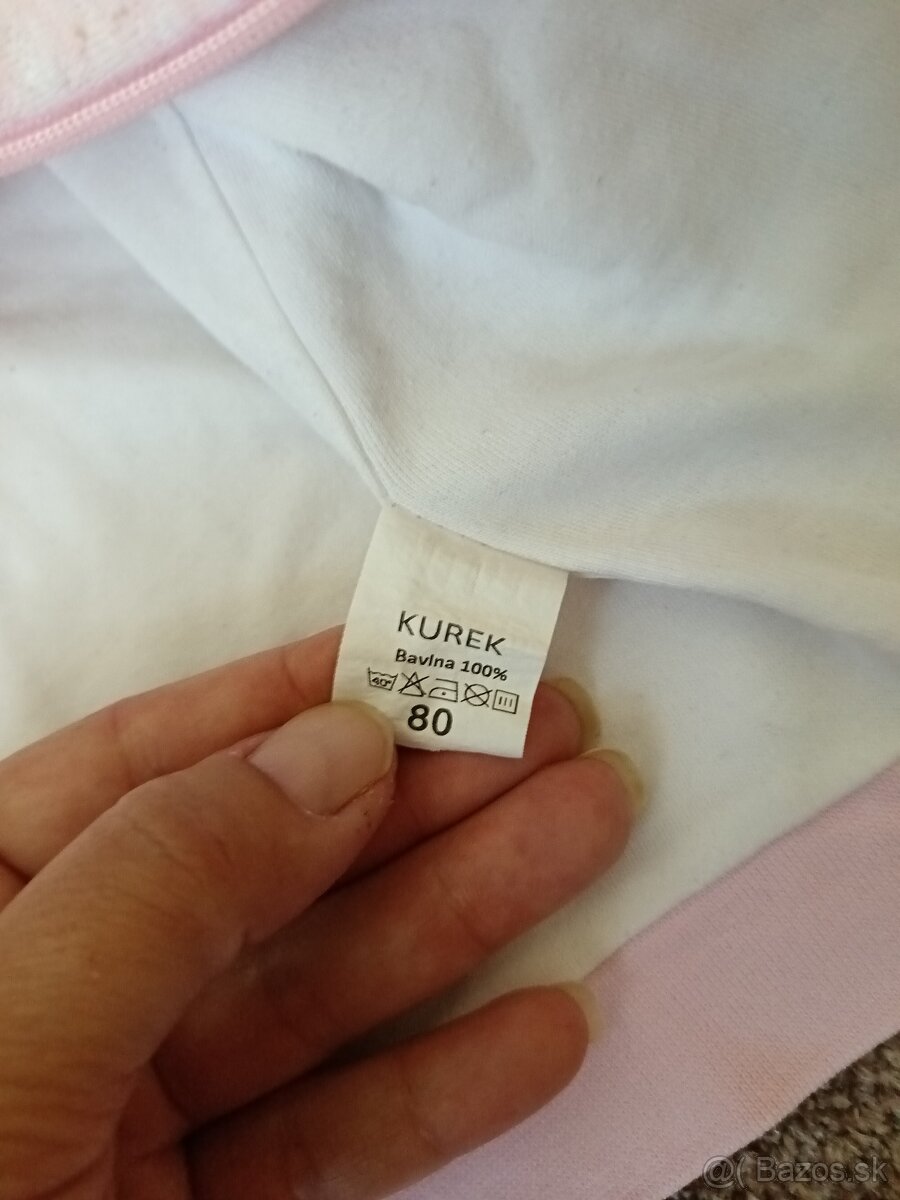 KUREK
Bavlna 100%
40°
80
@( Bazos.sk